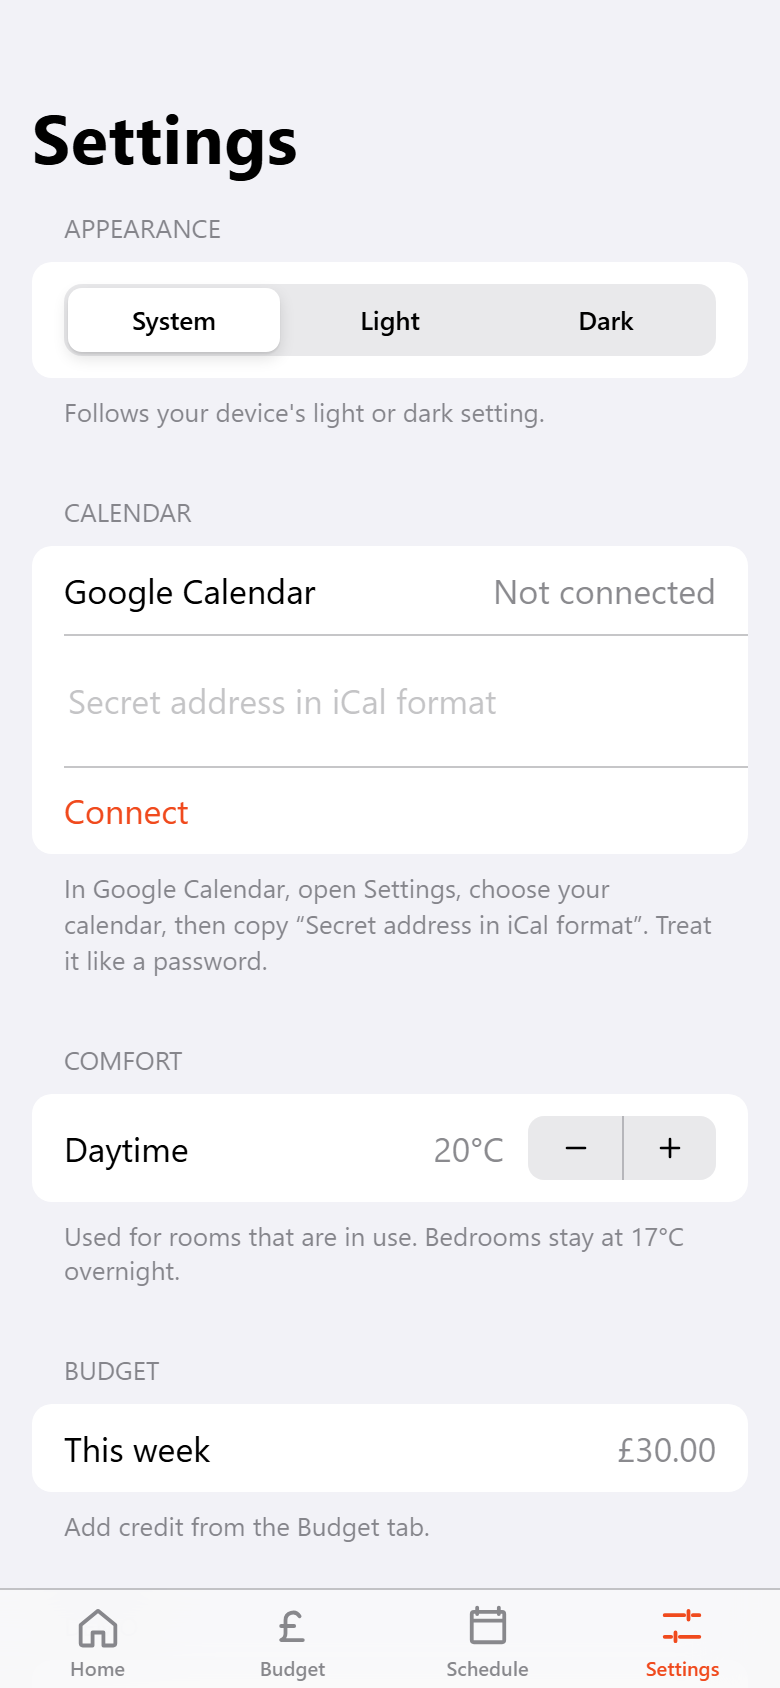 Settings
APPEARANCE
System Light Dark
Follows your device's light or dark setting.
CALENDAR
Google Calendar Not connected
Secret address in iCal format
Connect
In Google Calendar, open Settings, choose your
calendar, then copy “Secret address in iCal format”. Treat
it like a password.
COMFORT
Daytime 20°C − +
Used for rooms that are in use. Bedrooms stay at 17°C
overnight.
BUDGET
This week £30.00
Add credit from the Budget tab.
£
Home Budget Schedule Settings